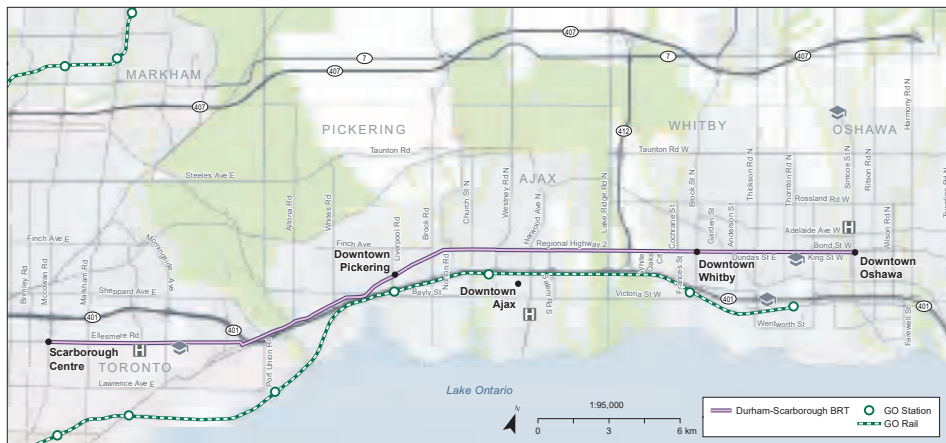 407
7
407
7
407
MARKHAM
407
PICKERING
WHITBY
OSHAWA
412
Harmony Rd N
Taunton Rd
Taunton Rd W
Steeles Ave E
AJAX
Altona Rd
Whites Rd
Liverpool Rd
Brock Rd
Church St N
Westney Rd N
Harwood Ave N
Lake Ridge Rd N
Cochrane St
Brock St N
Garden St
Anderson St
Thickson Rd N
Thornton Rd N
Simcoe St N
Ritson Rd N
Wilson Rd N
Rossland Rd W
Adelaide Ave W
Finch Ave E
Finch Ave
Regional Highway 2
Bond St W
Dundas St E
King St W
Morningside Ave
Brimley Rd
Mccowan Rd
Markham Rd
Downtown
Pickering
Notion Rd
Downtown
Whitby
Downtown
Oshawa
Sheppard Ave E
Bayly St
Downtown
Ajax
Salem Rd S
Victoria St W
Frances St
401
401
401
401
Ellesmere Rd
Scarborough
Centre
TORONTO
Port Union Rd
Wentworth St
Farewell St
Lawrence Ave E
Lake Ontario
N
1:95,000
0
3
6 km
Durham-Scarborough BRT
GO Station
GO Rail